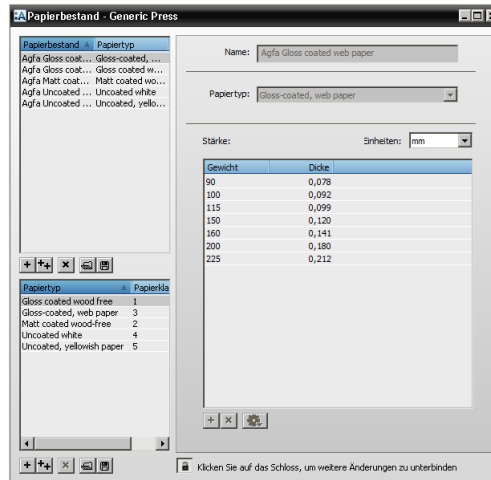 Papierbestand - Generic Press
Papierbestand Papiertyp
Agfa Gloss coat... Gloss-coated, ...
Agfa Gloss coat... Gloss coated w...
Agfa Matt coat... Matt coated wo...
Agfa Uncoated ... Uncoated white
Agfa Uncoated ... Uncoated, yello...
Papiertyp Papierkla
Gloss coated wood free 1
Gloss-coated, web paper 3
Matt coated wood-free 2
Uncoated white 4
Uncoated, yellowish paper 5
Name: Agfa Gloss coated web paper
Papiertyp: Gloss-coated, web paper
Stärke: Einheiten: mm
Gewicht Dicke
90 0,078
100 0,092
115 0,099
150 0,120
160 0,141
200 0,180
225 0,212
Klicken Sie auf das Schloss, um weitere Änderungen zu unterbinden